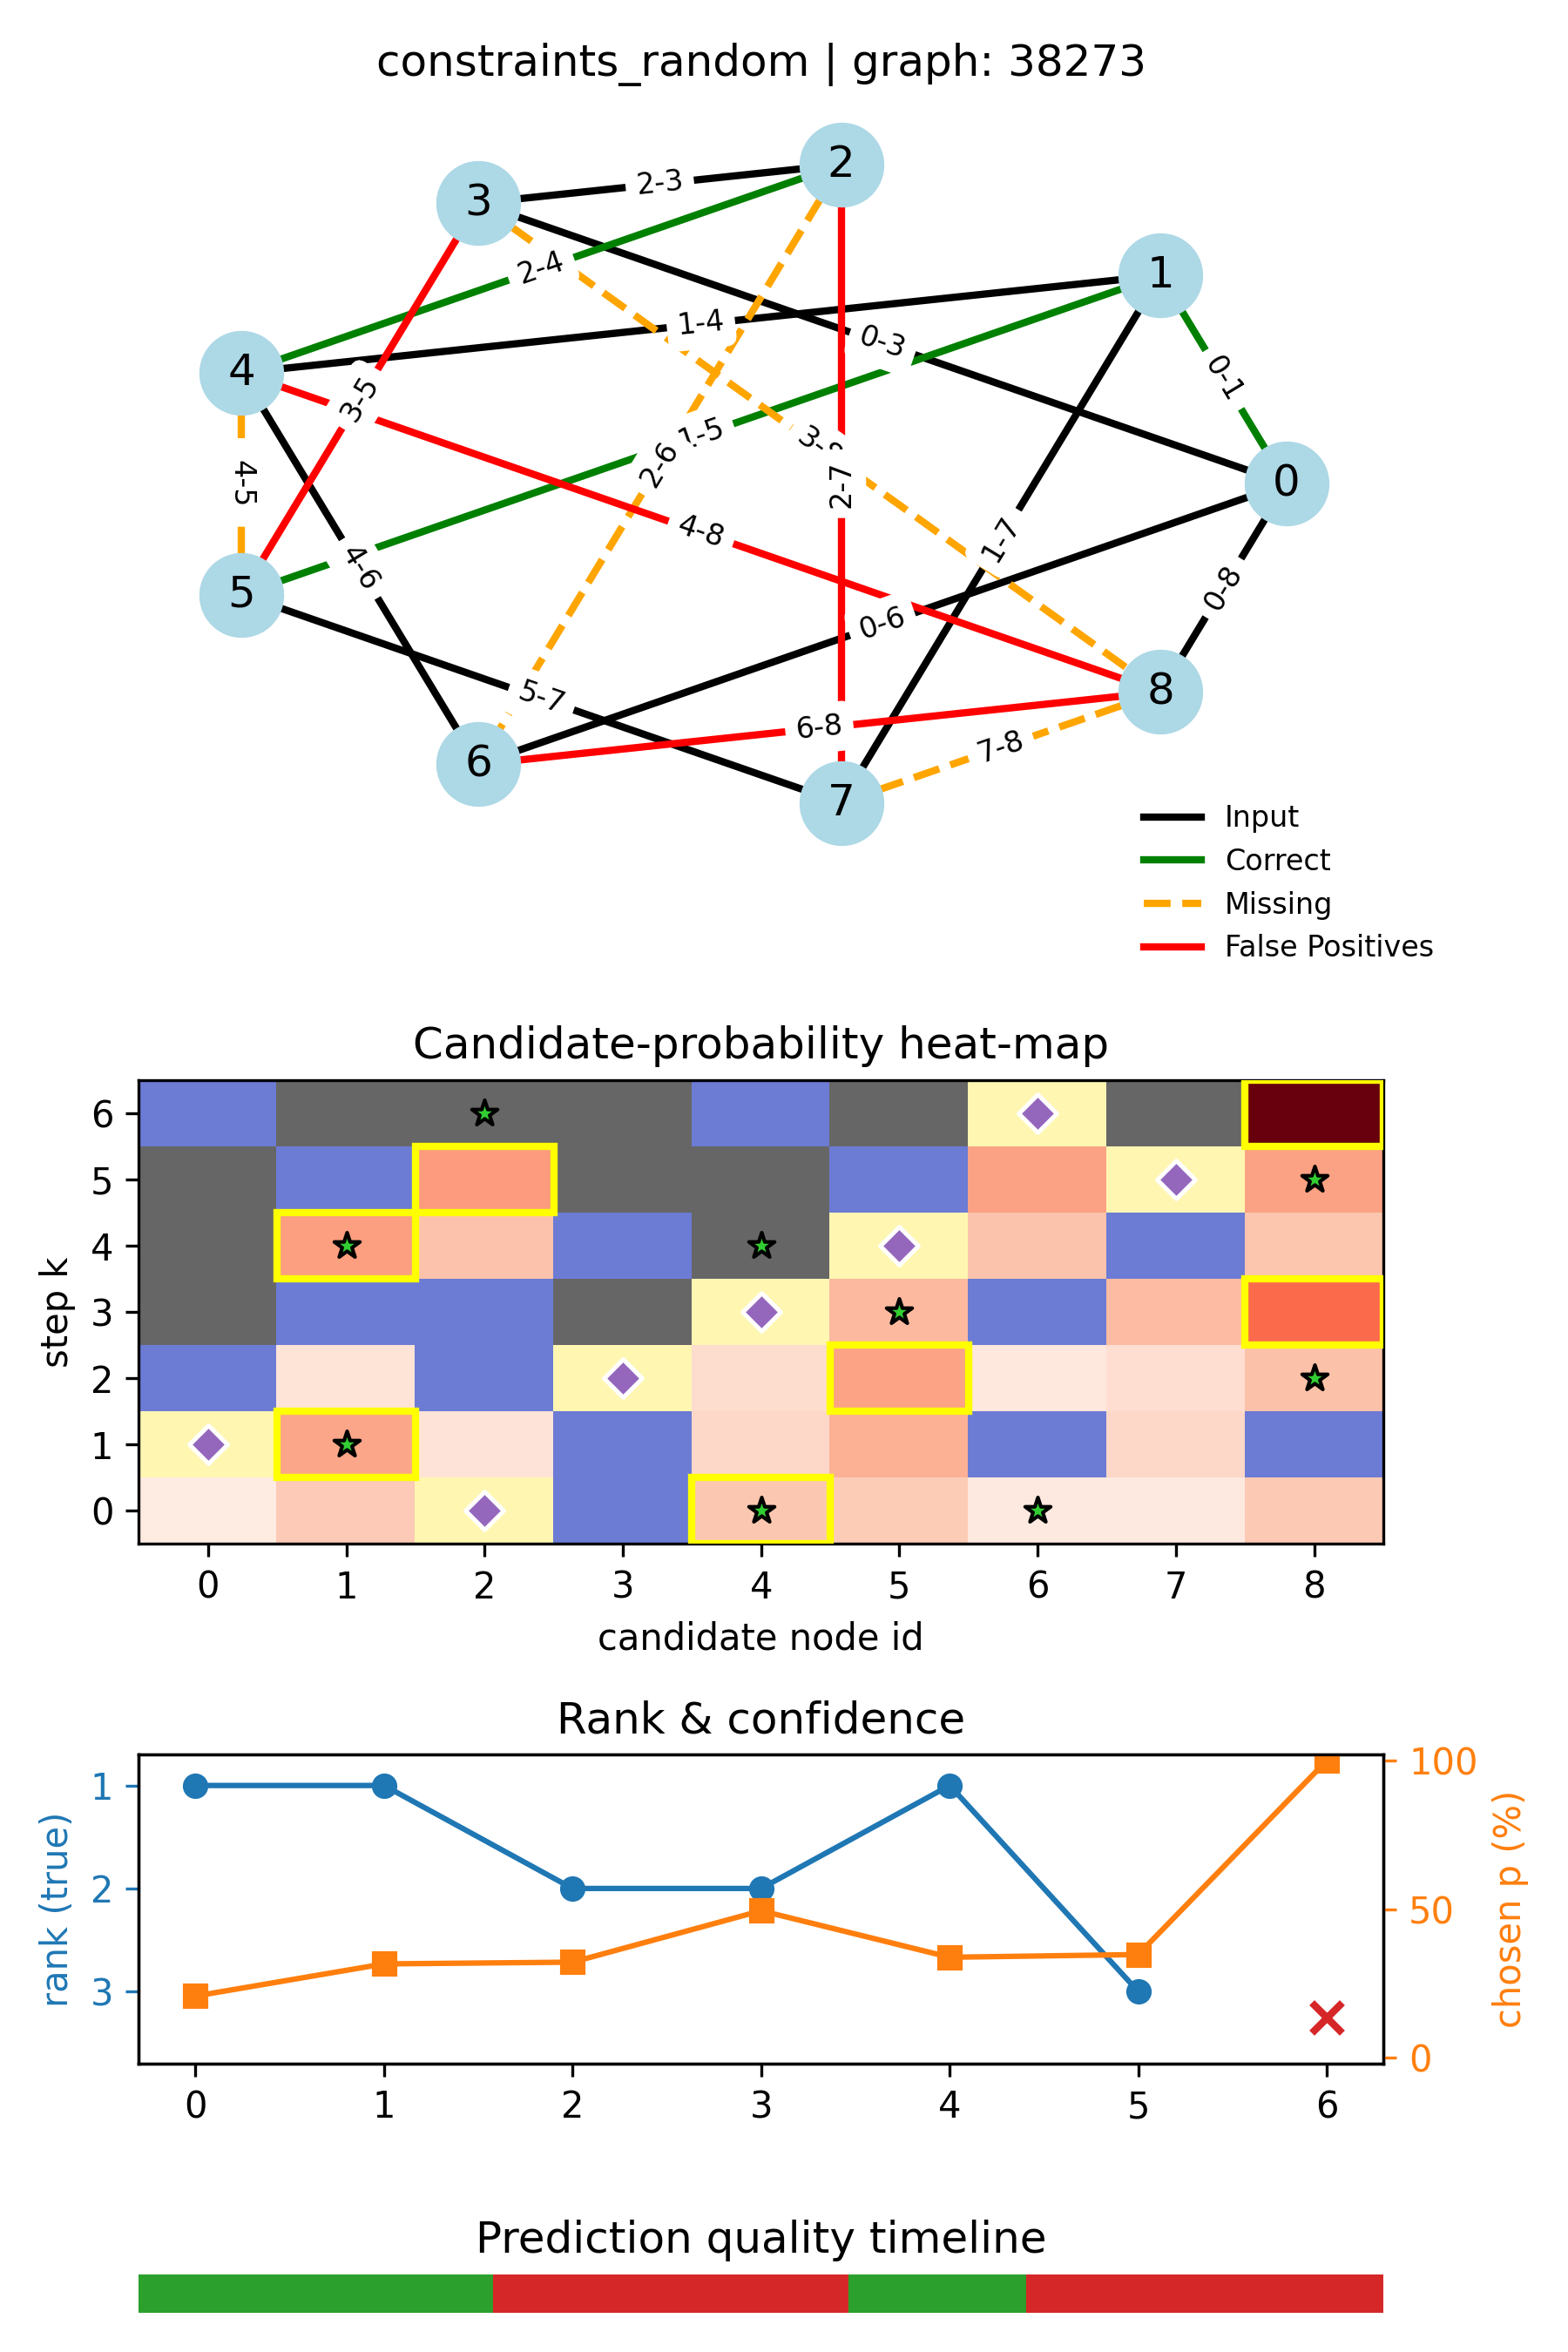 constraints_random | graph: 38273
2
3
2-3
1
2-4
1-4
0-3
4
0-1
3-5
-5
3-
2-6
4-5
2-7
0
4-8
1-7
4-6
5
0-8
0-6
5-7
8
6-8
7-8
6
7
Input
Correct
Missing
False Positives
Candidate-probability heat-map
step k
6
5
4
3
2
1
0
0 1 2 3 4 5 6 7 8
candidate node id
Rank & confidence
rank (true)
1
2
3
100
50
0
chosen p (%)
0 1 2 3 4 5 6
Prediction quality timeline